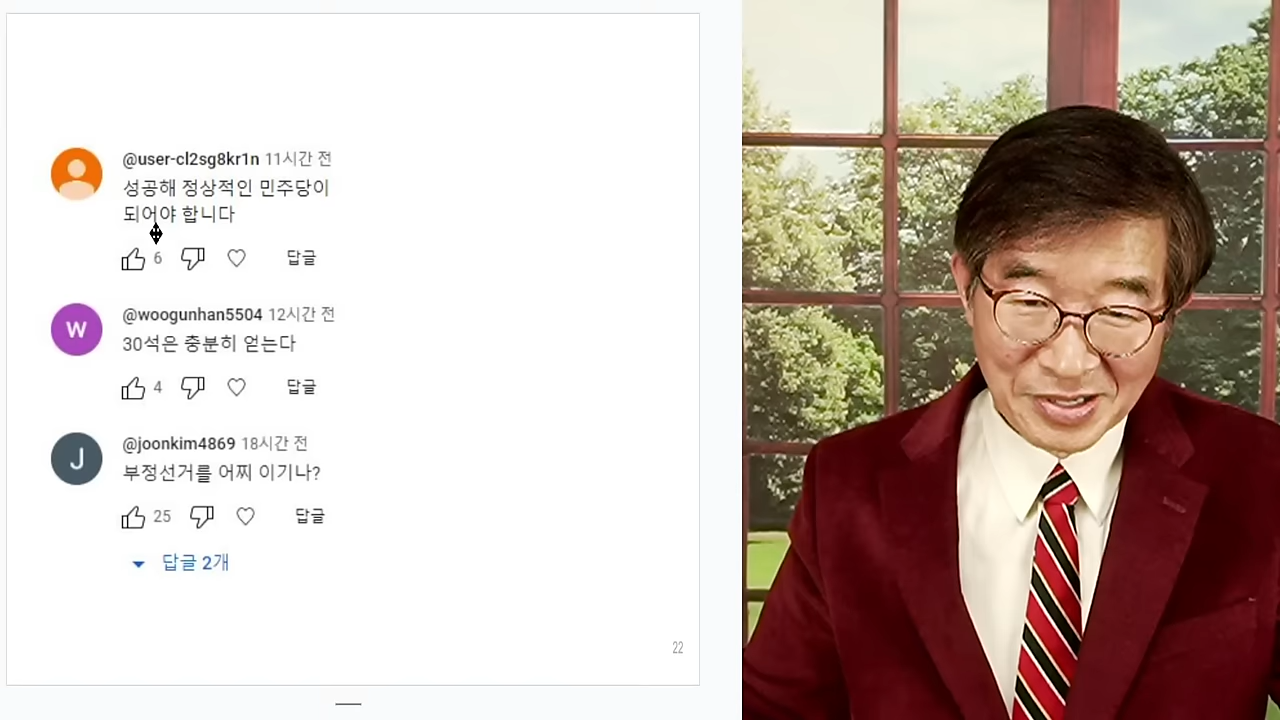 @user-cl2sg8kr1n 11시간 전
성공해 정상적인 민주당이
되어야 합니다
6 답글
@woogunhan5504 12시간 전
W
30석은 충분히 얻는다
4 답글
@joonkim4869 18시간 전
J
부정선거를 어찌 이기나?
25 답글
답글 2개
22